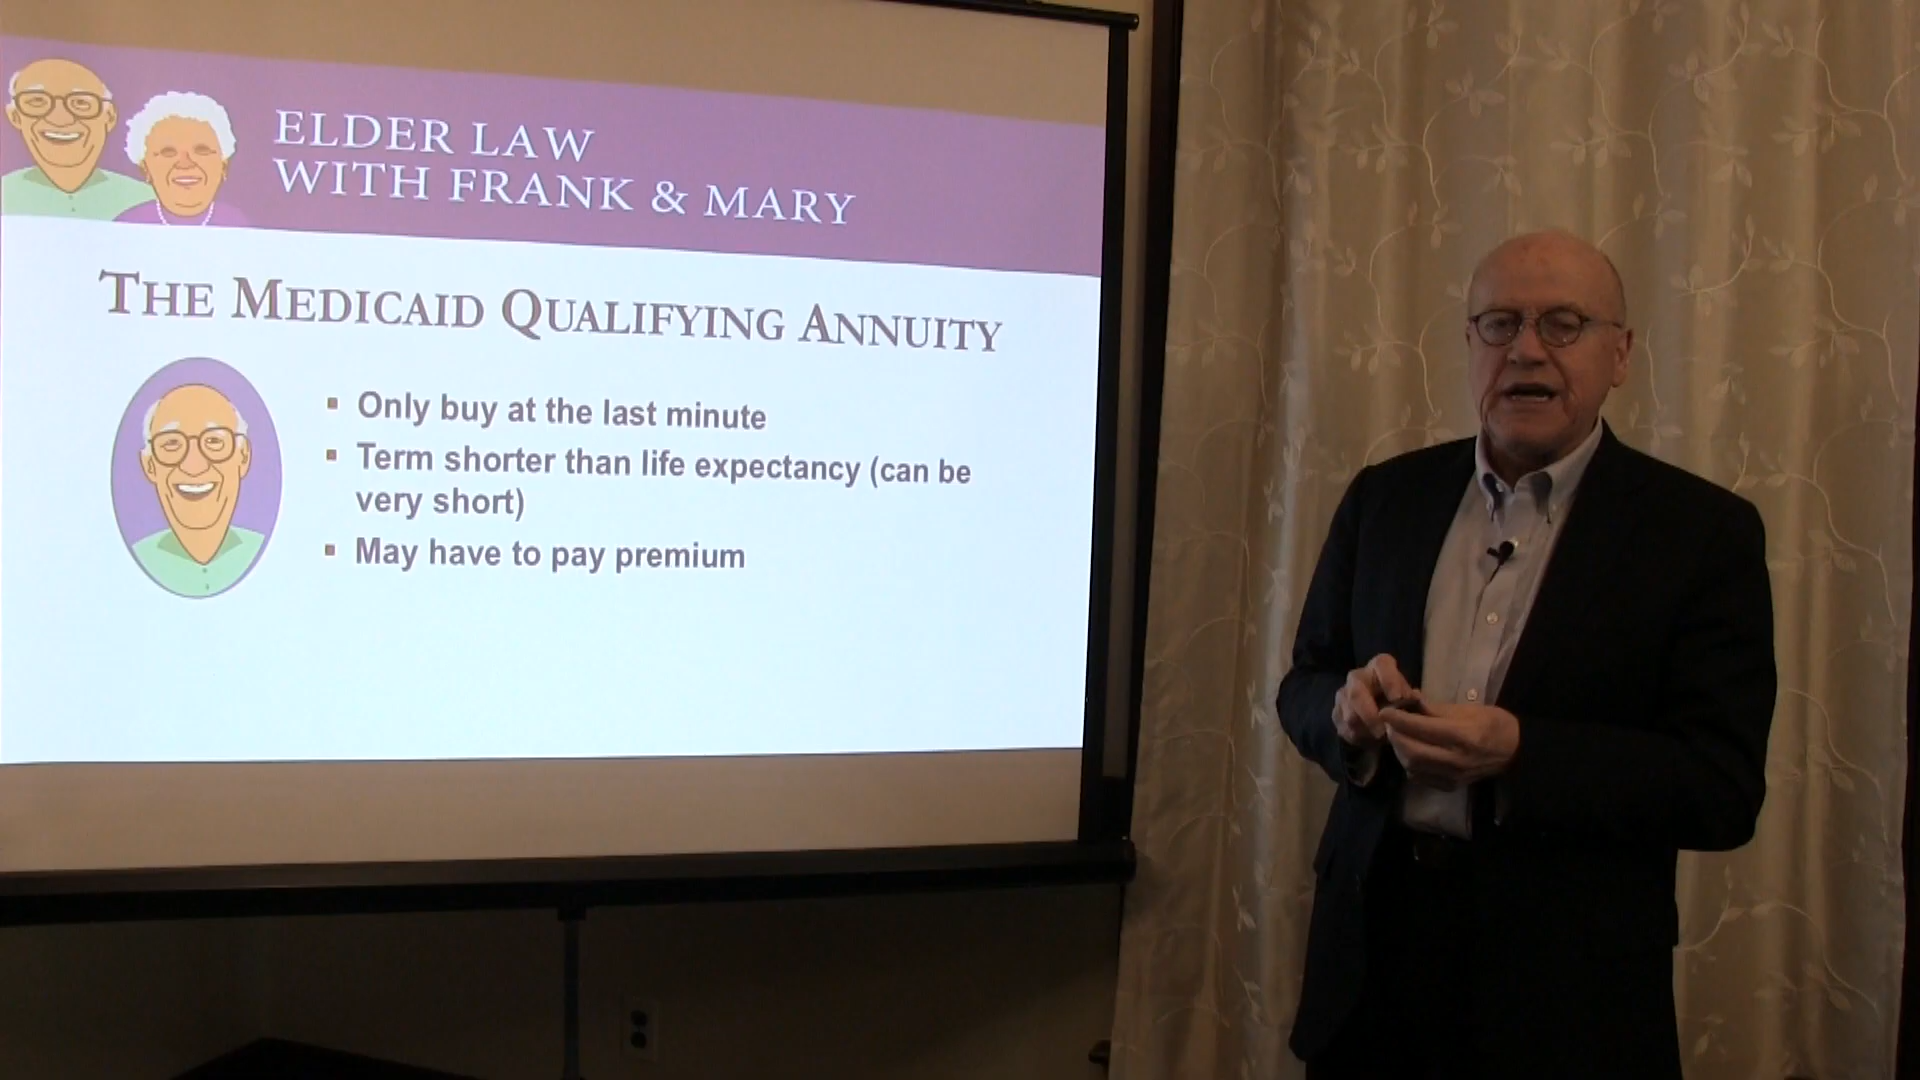 ELDER LAW
WITH FRANK & MARY
THE MEDICAID QUALIFYING ANNUITY
▪ Only buy at the last minute
▪ Term shorter than life expectancy (can be
very short)
▪ May have to pay premium